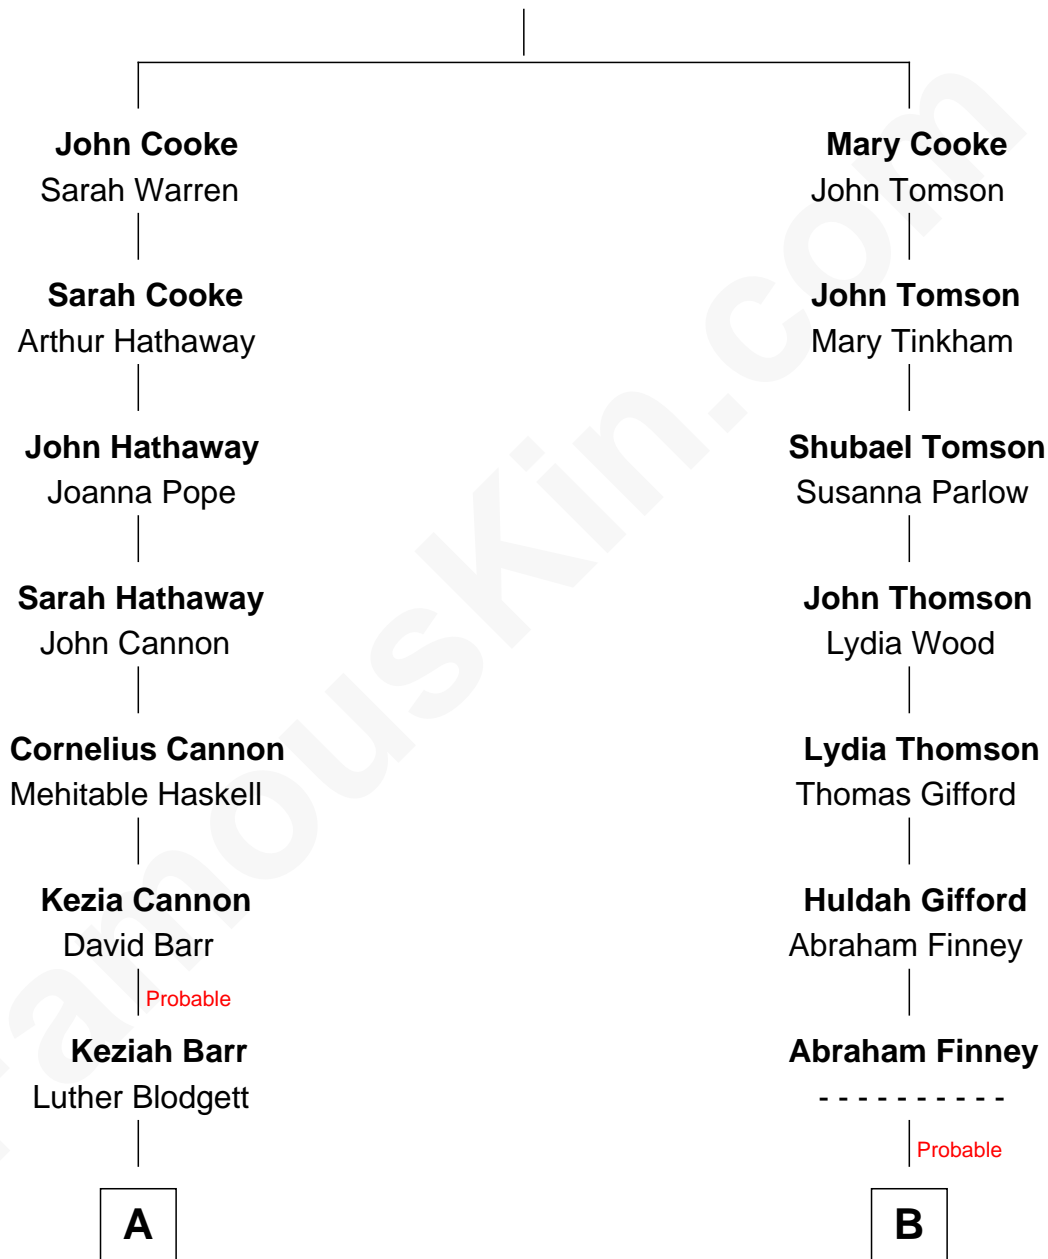 John Cooke
Sarah Warren
Sarah Cooke
Arthur Hathaway
John Hathaway
Joanna Pope
Sarah Hathaway
John Cannon
Cornelius Cannon
Mehitable Haskell
Kezia Cannon
David Barr
Probable
Keziah Barr
Luther Blodgett
A
Mary Cooke
John Tomson
John Tomson
Mary Tinkham
Shubael Tomson
Susanna Parlow
John Thomson
Lydia Wood
Lydia Thomson
Thomas Gifford
Huldah Gifford
Abraham Finney
Abraham Finney
- - - - - - - - - -
Probable
B
FamousKin.com